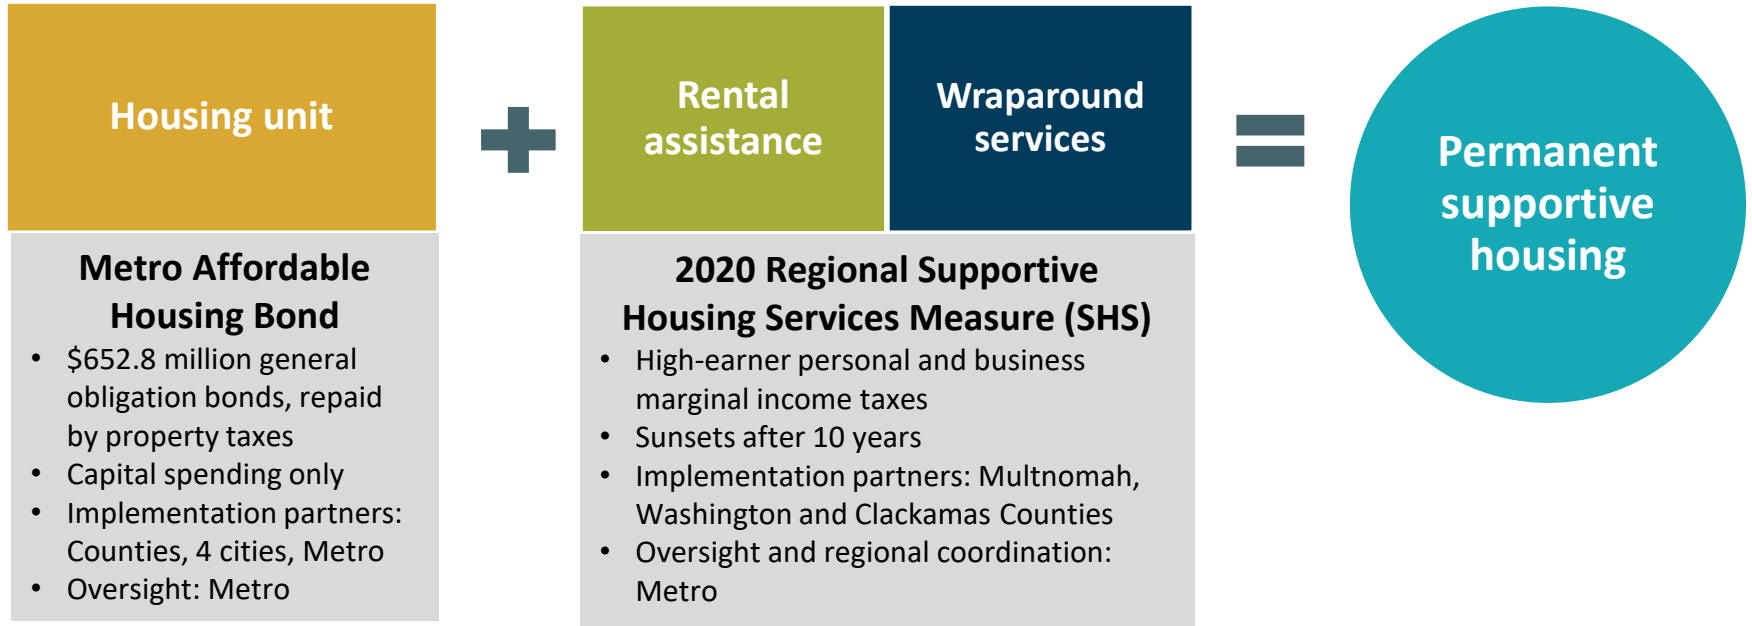 Housing unit
Rental
assistance
Wraparound
services
Permanent
supportive
housing
Metro Affordable
Housing Bond
• $652.8 million general
obligation bonds, repaid
by property taxes
• Capital spending only
• Implementation partners:
Counties, 4 cities, Metro
• Oversight: Metro
2020 Regional Supportive
Housing Services Measure (SHS)
• High-earner personal and business
marginal income taxes
• Sunsets after 10 years
• Implementation partners: Multnomah,
Washington and Clackamas Counties
• Oversight and regional coordination:
Metro